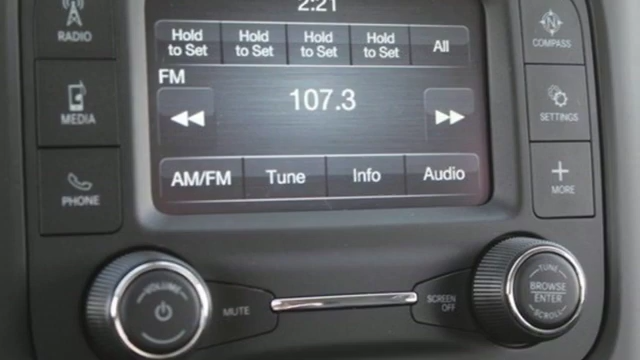 2:21
RADIO
Hold to Set
Hold to Set
Hold to Set
Hold to Set
All
COMPASS
FM
MEDIA
107.3
SETTINGS
AM/FM
Tune
Info
Audio
PHONE
MORE
VOLUME
MUTE
SCREEN OFF
TUNE
BROWSE
ENTER
SCROLL